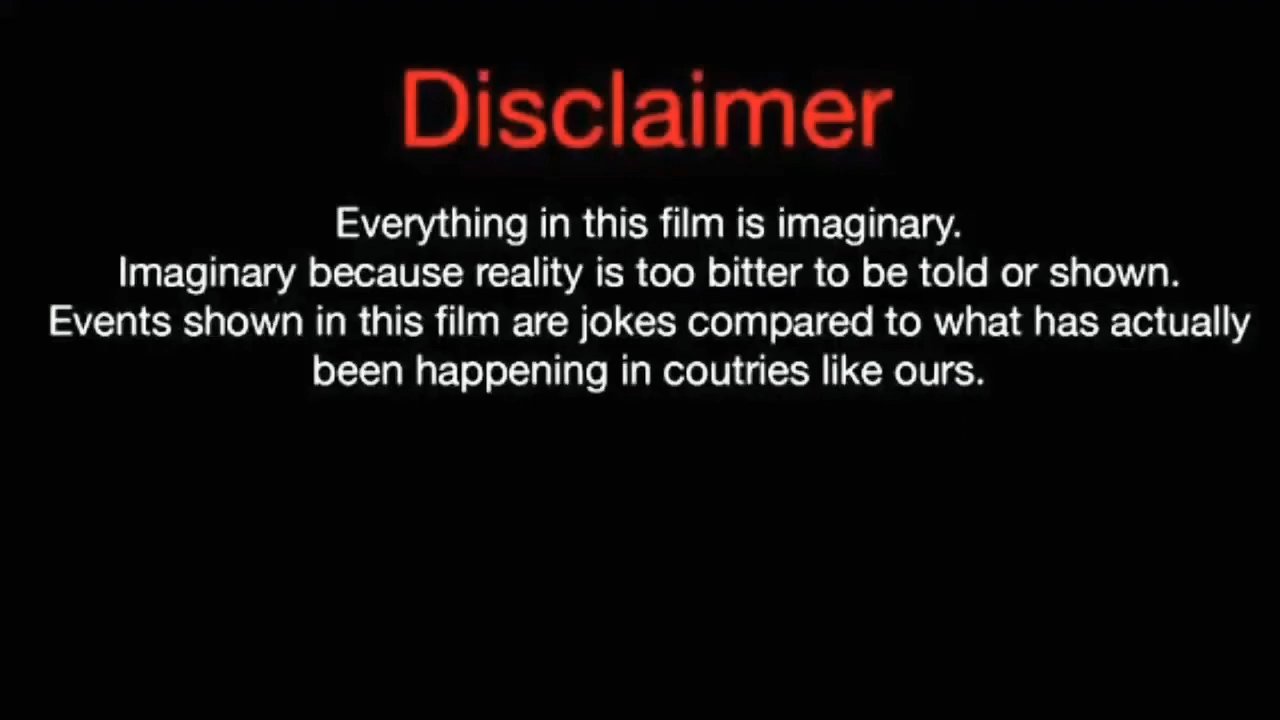 Disclaimer
Everything in this film is imaginary.
Imaginary because reality is too bitter to be told or shown.
Events shown in this film are jokes compared to what has actually
been happening in coutries like ours.